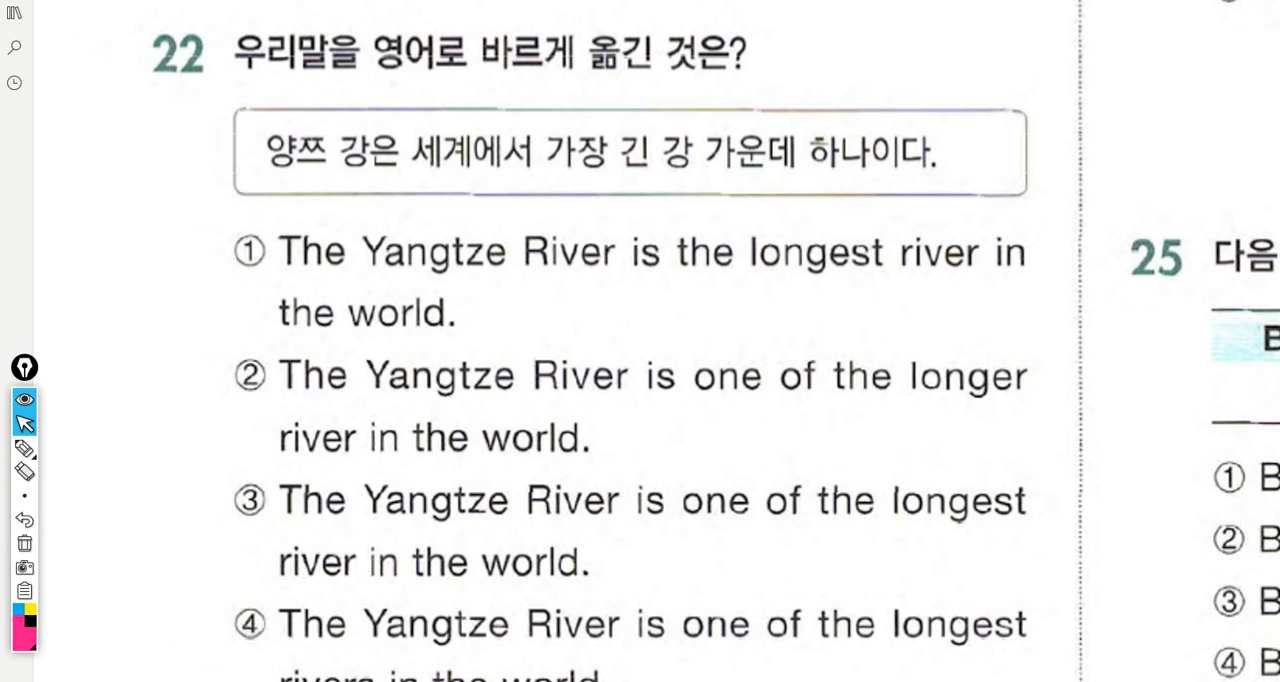 22 우리말을 영어로 바르게 옮긴 것은?
양쯔 강은 세계에서 가장 긴 강 가운데 하나이다.
① The Yangtze River is the longest river in
the world.
② The Yangtze River is one of the longer
river in the world.
③ The Yangtze River is one of the longest
river in the world.
④ The Yangtze River is one of the longest
rivers in the world.
25 다음
B
① B
② B
③ B
④ B